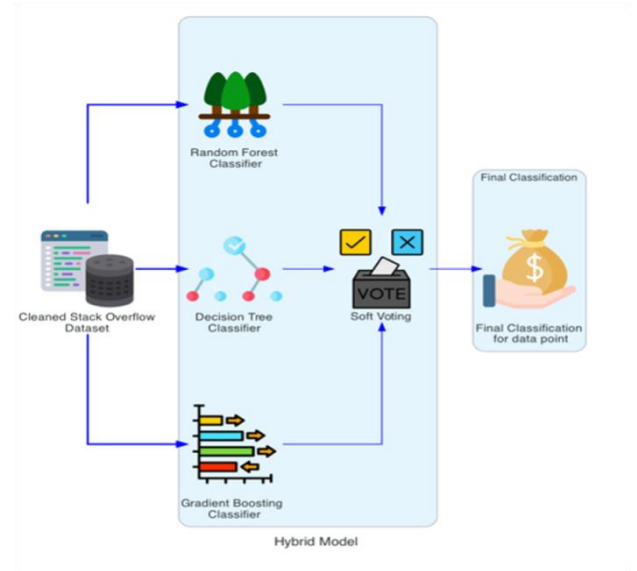 Random Forest
Classifier
Final Classification
Cleaned Stack Overflow
Dataset
Decision Tree
Classifier
VOTE
Soft Voting
Final Classification
for data point
Gradient Boosting
Classifier
Hybrid Model